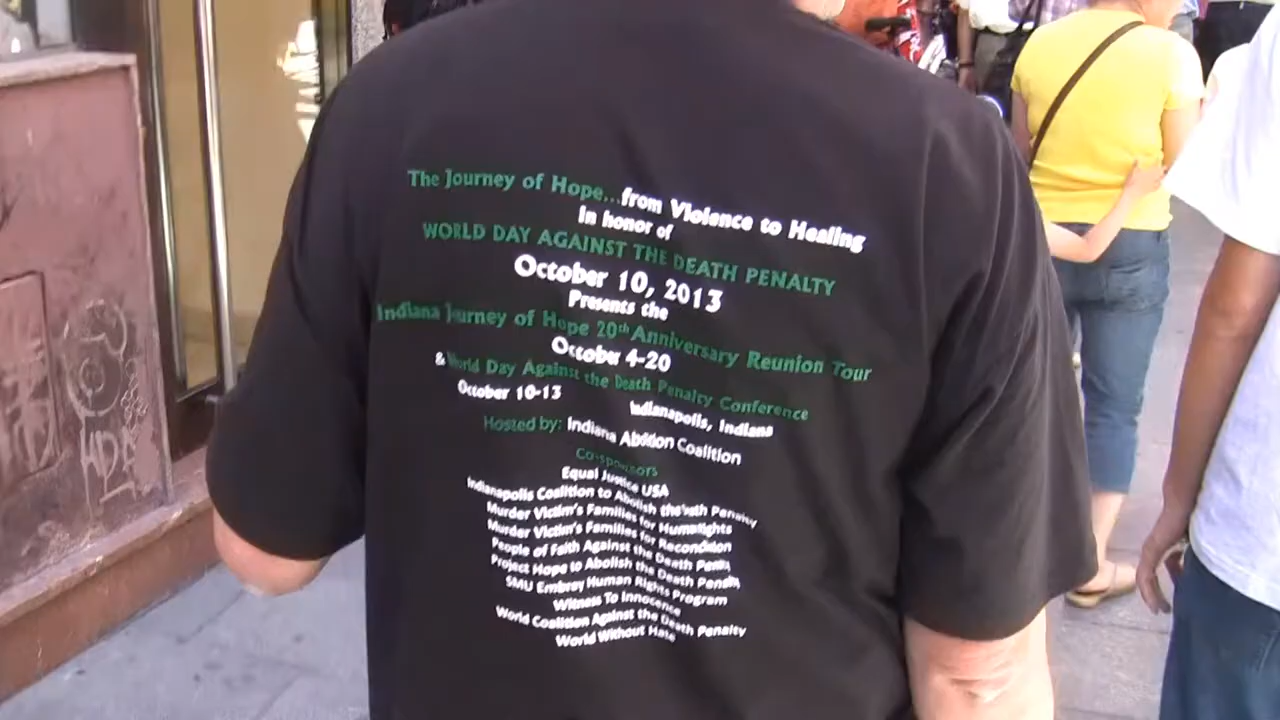 The Journey of Hope...from Violence to Healing
In honor of
WORLD DAY AGAINST THE DEATH PENALTY
October 10, 2013
Presents the
Indiana Journey of Hope 20th Anniversary Reunion Tour
October 4-20
& World Day Against the Death Penalty Conference
October 10-13 Indianapolis, Indiana
Hosted by: Indiana Abolition Coalition
Co-sponsors
Equal Justice USA
Indianapolis Coalition to Abolish the Death Penalty
Murder Victim's Families for Human Rights
Murder Victim's Families for Reconciliation
People of Faith Against the Death Penalty
Project Hope to Abolish the Death Penalty
SMU Embrey Human Rights Program
Witness To Innocence
World Coalition Against the Death Penalty
World Without Hate